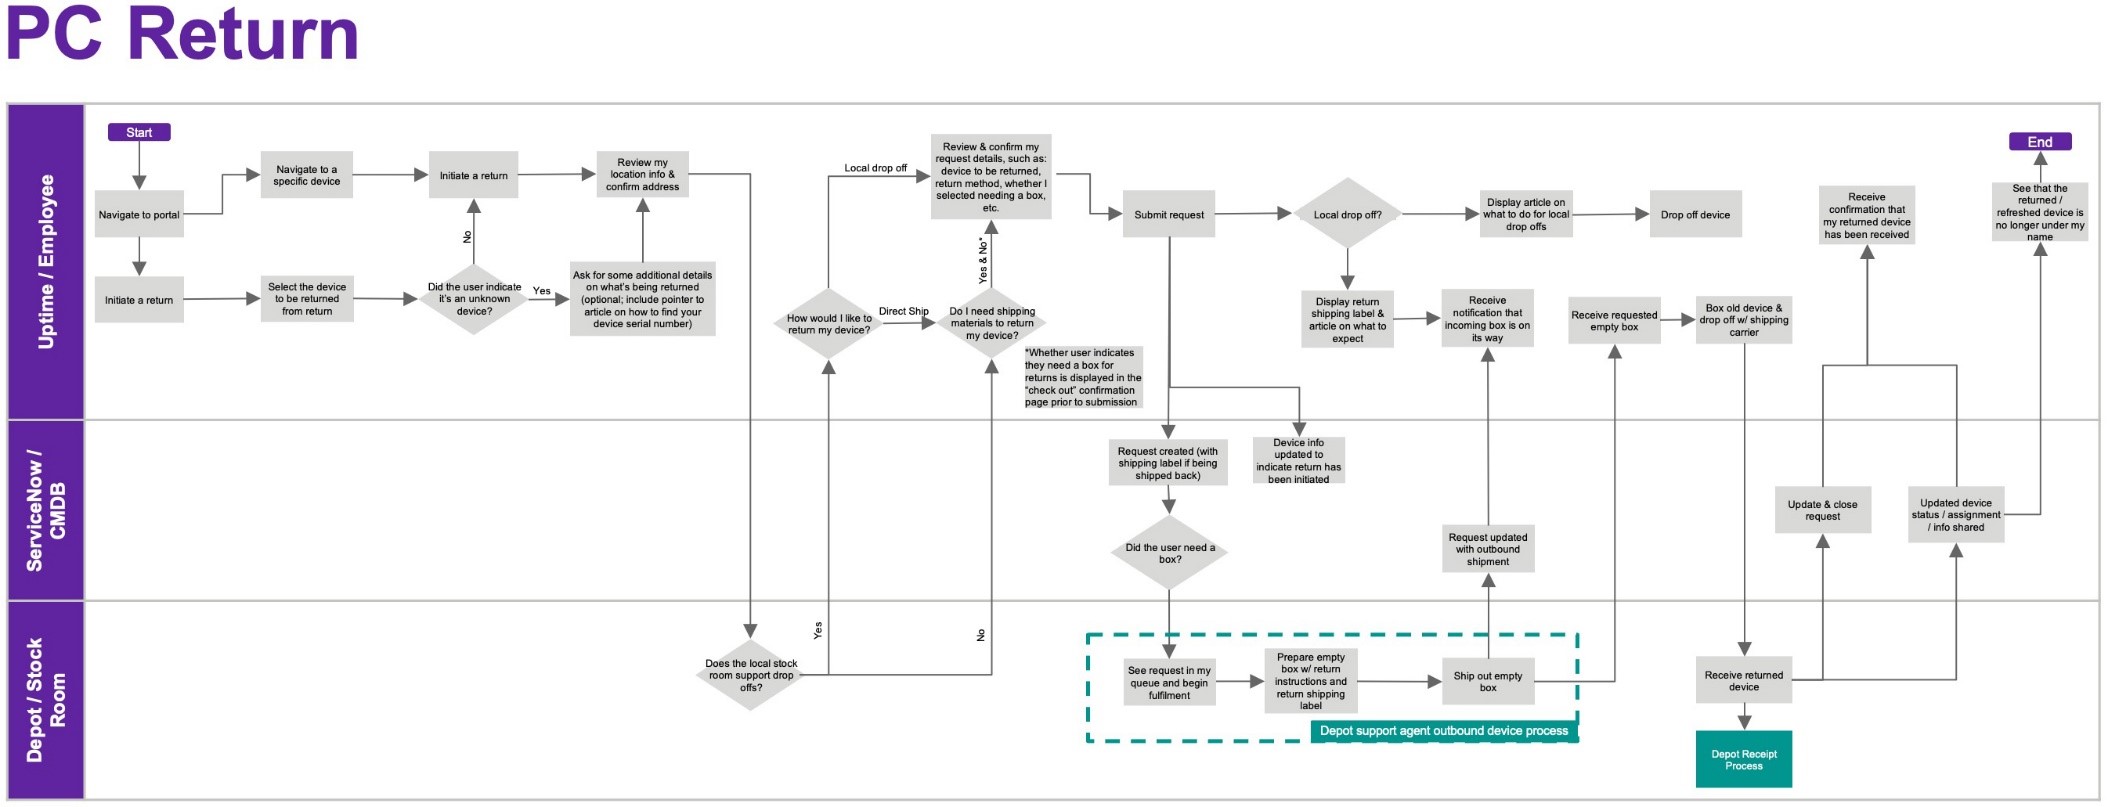 PC Return
Uptime / Employee
Start
Navigate to portal
Initiate a return
Navigate to a
specific device
Select the device
to be returned
from return
Initiate a return
No
Did the user indicate
it's an unknown
device?
Yes
Review my
location info &
confirm address
Ask for some additional details
on what's being returned
(optional; include pointer to
article on how to find your
device serial number)
Local drop off
How would I like to
return my device?
Direct Ship
Review & confirm my
request details, such as:
device to be returned,
return method, whether I
selected needing a box,
etc.
Yes & No*
Do I need shipping
materials to return
my device?
*Whether user indicates
they need a box for
returns is displayed in the
"check out" confirmation
page prior to submission
Submit request
Local drop off?
Display article on
what to do for local
drop offs
Drop off device
Display return
shipping label &
article on what to
expect
Receive
notification that
incoming box is on
its way
Receive requested
empty box
Box old device &
drop off w/ shipping
carrier
Receive
confirmation that
my returned device
has been received
End
See that the
returned /
refreshed device is
no longer under my
name
ServiceNow /
CMDB
Request created (with
shipping label if being
shipped back)
Device info
updated to
indicate return has
been initiated
Did the user need a
box?
Request updated
with outbound
shipment
Update & close
request
Updated device
status / assignment
/ info shared
Depot / Stock
Room
Does the local stock
room support drop
offs?
Yes
No
See request in my
queue and begin
fulfilment
Prepare empty
box w/ return
instructions and
return shipping
label
Ship out empty
box
Depot support agent outbound device process
Receive returned
device
Depot Receipt
Process